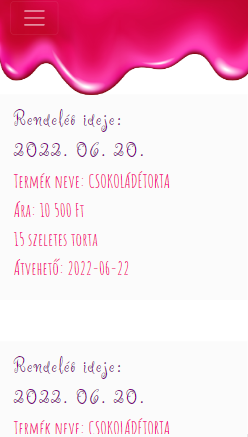 Rendelés ideje:
2022. 06. 20.
Termék neve: CSOKOLÁDÉTORTA
Ára: 10 500 Ft
15 szeletes torta
Átvehető: 2022-06-22
Rendelés ideje:
2022. 06. 20.
Termék neve: CSOKOLÁDÉTORTA